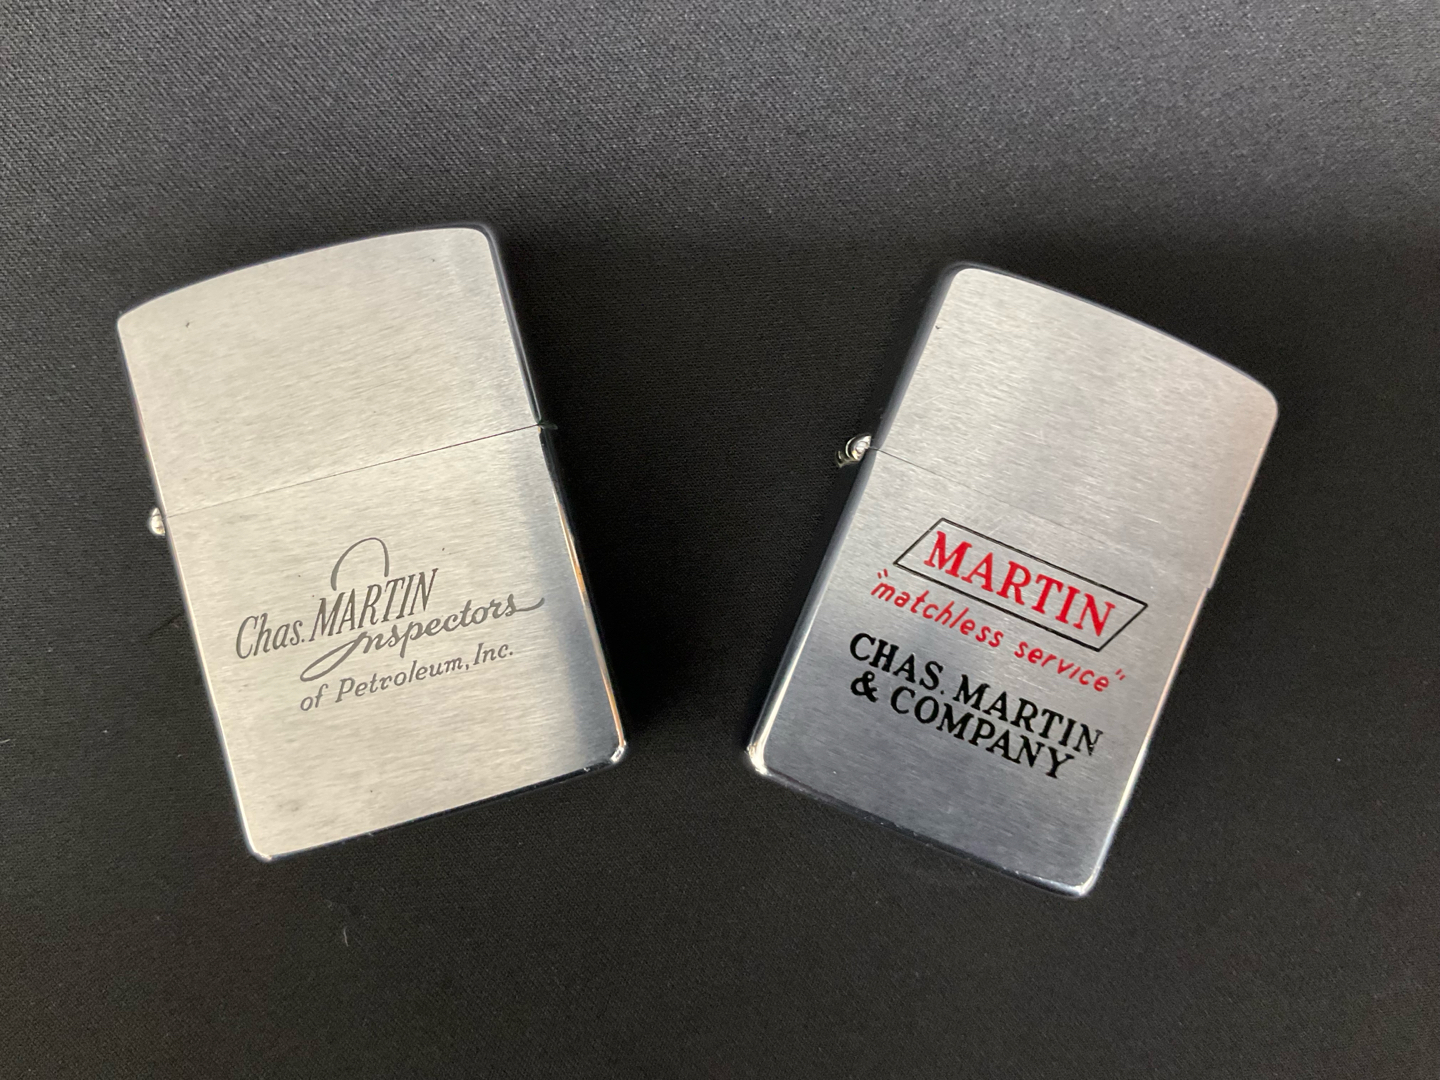 Chas. MARTIN
Inspectors
of Petroleum, Inc.
MARTIN
"matchless service"
CHAS. MARTIN
& COMPANY